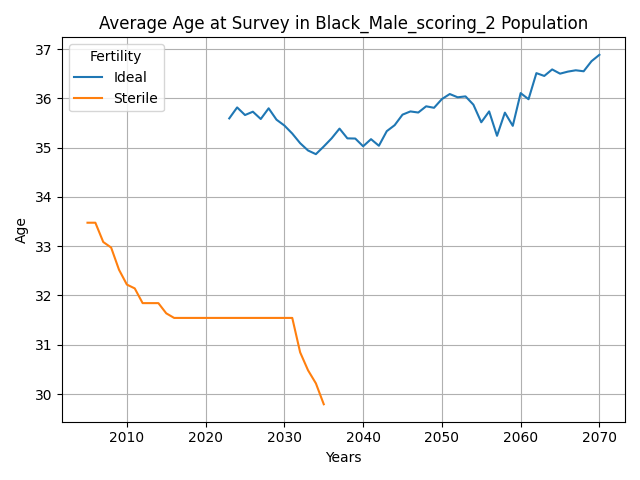 Average Age at Survey in Black_Male_scoring_2 Population
Fertility
Ideal
Sterile
Age
37
36
35
34
33
32
31
30
2010 2020 2030 2040 2050 2060 2070
Years